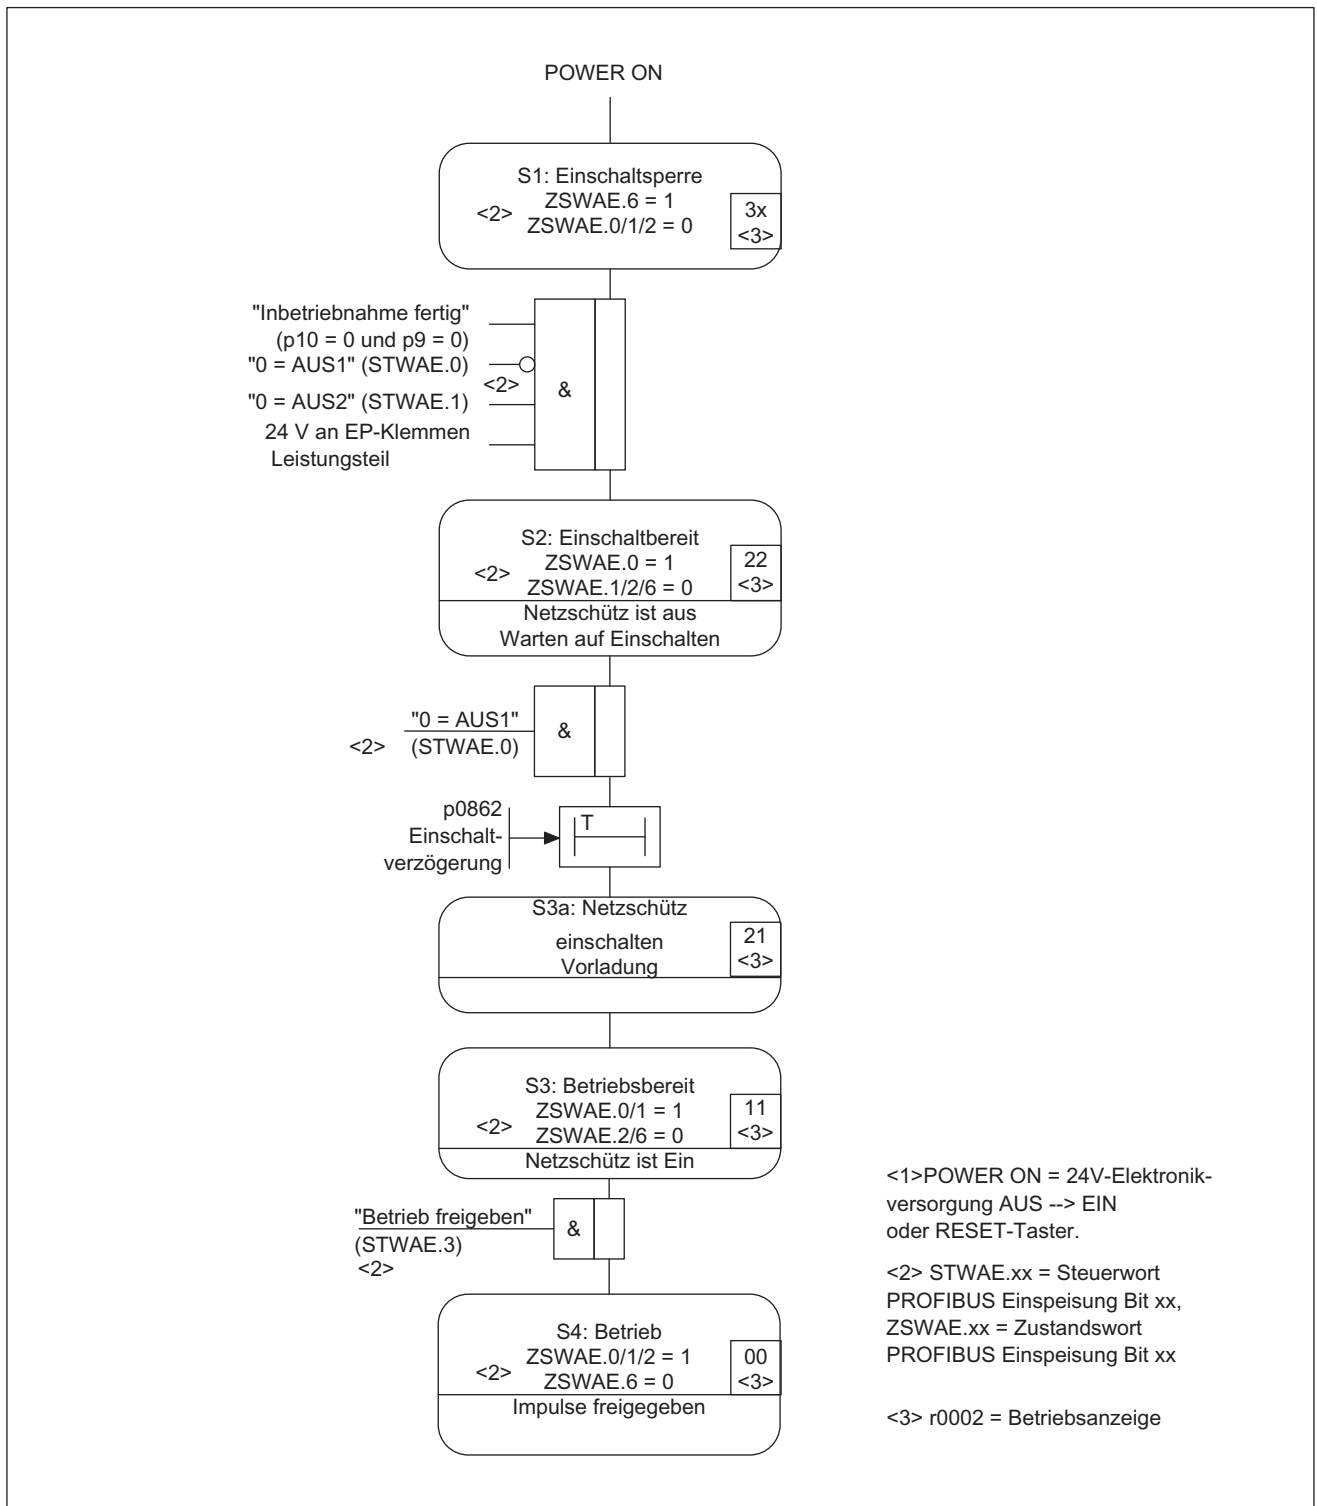 POWER ON
S1: Einschaltsperre
ZSWAE.6 = 1
<2>
ZSWAE.0/1/2 = 0
3x
<3>
"Inbetriebnahme fertig"
(p10 = 0 und p9 = 0)
"0 = AUS1" (STWAE.0)
<2>
"0 = AUS2" (STWAE.1)
24 V an EP-Klemmen
Leistungsteil
&
S2: Einschaltbereit
ZSWAE.0 = 1
<2>
ZSWAE.1/2/6 = 0
22
<3>
Netzschütz ist aus
Warten auf Einschalten
"0 = AUS1"
<2> (STWAE.0)
&
p0862
Einschalt-
verzögerung
T
S3a: Netzschütz
einschalten
Vorladung
21
<3>
S3: Betriebsbereit
ZSWAE.0/1 = 1
<2>
ZSWAE.2/6 = 0
11
<3>
Netzschütz ist Ein
"Betrieb freigeben"
(STWAE.3)
<2>
&
S4: Betrieb
ZSWAE.0/1/2 = 1
<2>
ZSWAE.6 = 0
00
<3>
Impulse freigegeben
<1>POWER ON = 24V-Elektronik-
versorgung AUS --> EIN
oder RESET-Taster.
<2> STWAE.xx = Steuerwort
PROFIBUS Einspeisung Bit xx,
ZSWAE.xx = Zustandswort
PROFIBUS Einspeisung Bit xx
<3> r0002 = Betriebsanzeige